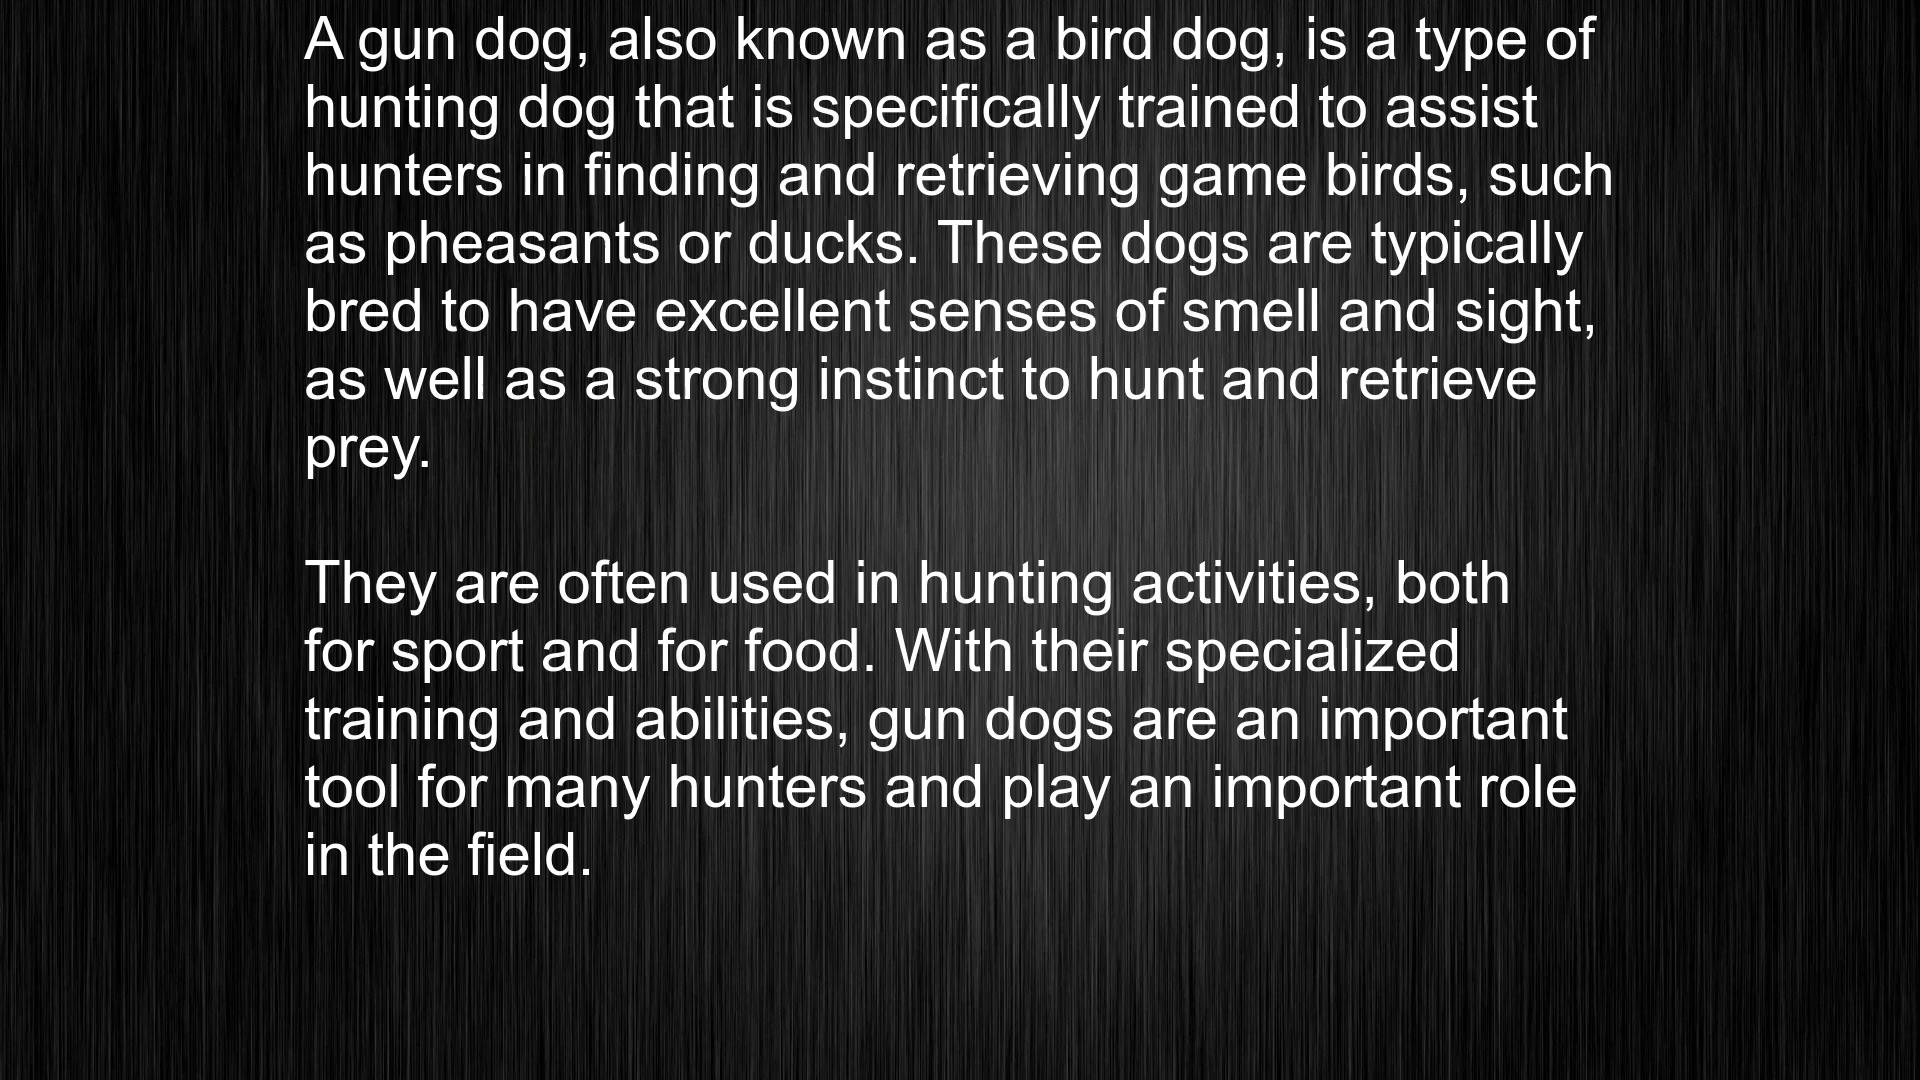 A gun dog, also known as a bird dog, is a type of
hunting dog that is specifically trained to assist
hunters in finding and retrieving game birds, such
as pheasants or ducks. These dogs are typically
bred to have excellent senses of smell and sight,
as well as a strong instinct to hunt and retrieve
prey.
They are often used in hunting activities, both
for sport and for food. With their specialized
training and abilities, gun dogs are an important
tool for many hunters and play an important role
in the field.